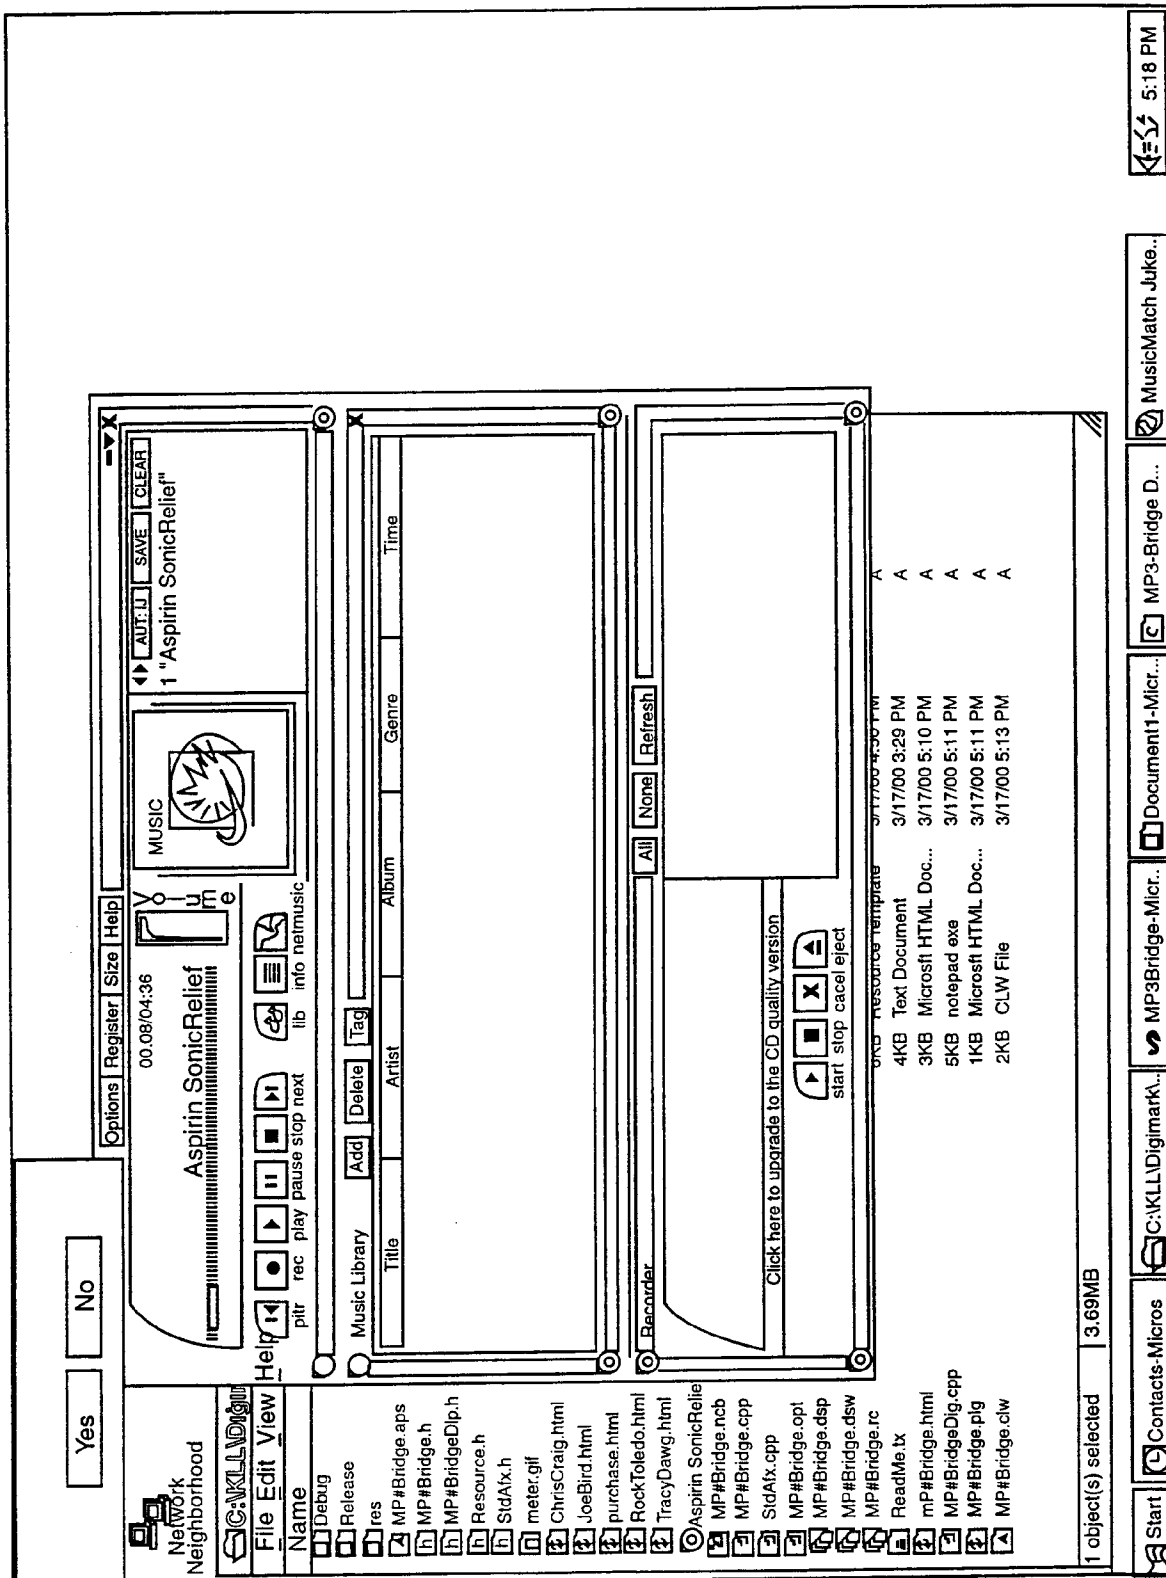 Yes
No
Network
Neighborhood
C:\KLL\Digi
File Edit View Help
Name
Debug
Release
res
MP#Bridge.aps
MP#Bridge.h
MP#BridgeDlp.h
Resource.h
StdAfx.h
meter.gif
ChrisCraig.html
JoeBird.html
purchase.html
RockToledo.html
TracyDawg.html
Aspirin SonicRelie
MP#Bridge.ncb
MP#Bridge.cpp
StdAfx.cpp
MP#Bridge.opt
MP#Bridge.dsp
MP#Bridge.dsw
MP#Bridge.rc
ReadMe.tx
mP#Bridge.html
MP#BridgeDig.cpp
MP#Bridge.plg
MP#Bridge.clw
Options Register Size Help
00.08/04:36
Aspirin SonicRelief
Volume
MUSIC
AUT: IJ SAVE CLEAR
1 "Aspirin SonicRelief"
pitr rec play pause stop next lib info netmusic
Music Library Add Delete Tag
Title Artist Album Genre Time
Recorder All None Refresh
Click here to upgrade to the CD quality version
start stop cacel eject
Resource Template 3/17/00 4:50 PM A
4KB Text Document 3/17/00 3:29 PM A
3KB Microsft HTML Doc... 3/17/00 5:10 PM A
5KB notepad exe 3/17/00 5:11 PM A
1KB Microsft HTML Doc... 3/17/00 5:11 PM A
2KB CLW File 3/17/00 5:13 PM A
1 object(s) selected 3.69MB
Start Contacts-Micros C:\KLL\Digimark\... MP3Bridge-Micr.. Document1-Micr... MP3-Bridge D... MusicMatch Juke.. 5:18 PM